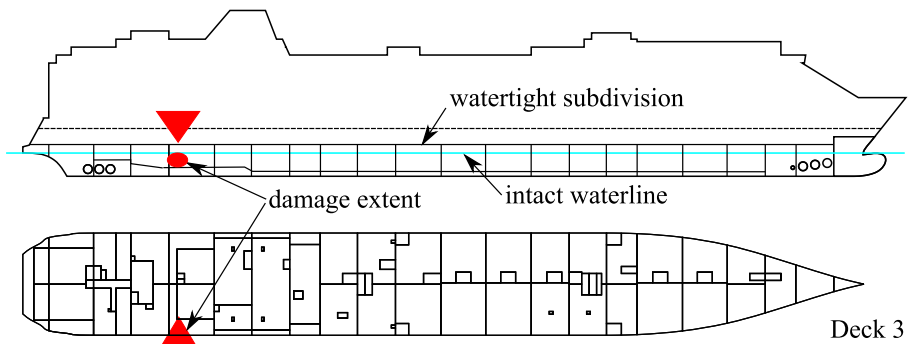 watertight subdivision
intact waterline
damage extent
Deck 3